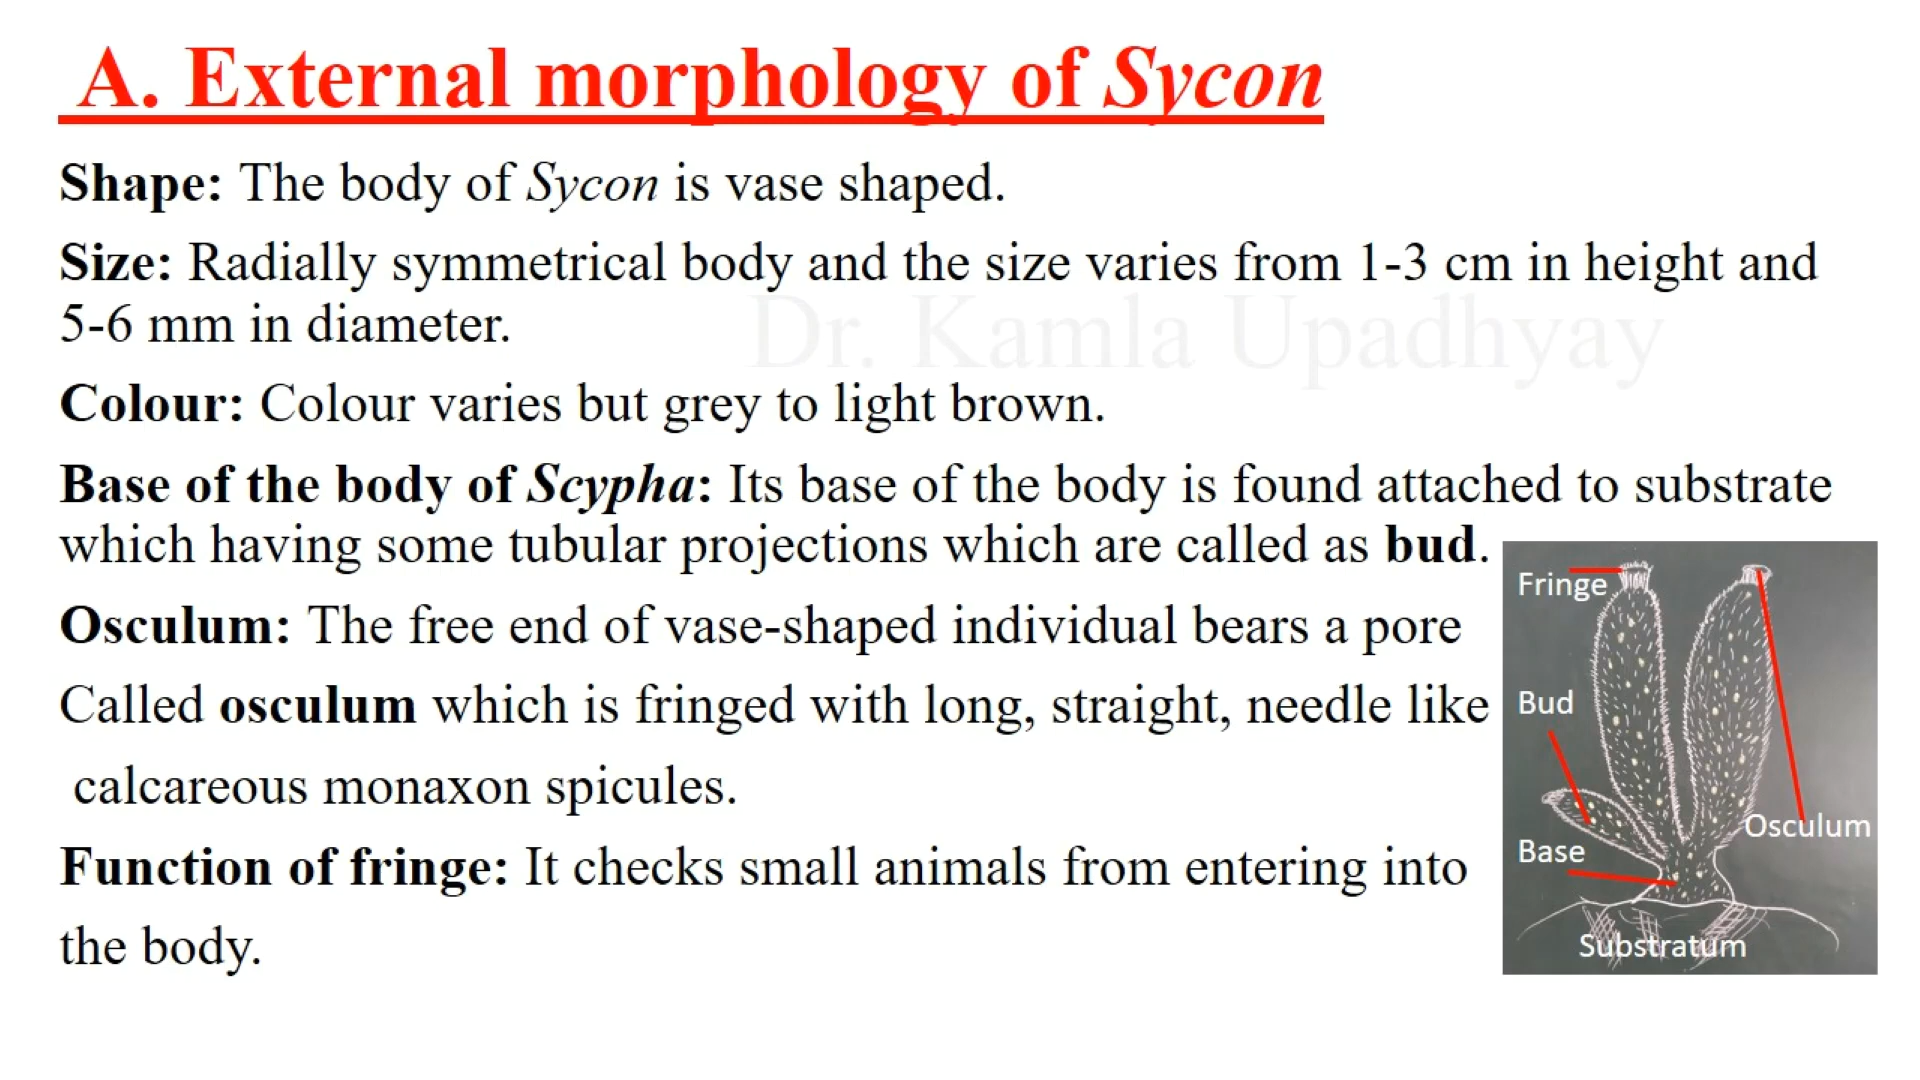 A. External morphology of Sycon
Shape: The body of Sycon is vase shaped.
Size: Radially symmetrical body and the size varies from 1-3 cm in height and
5-6 mm in diameter.
Dr. Kamla Upadhyay
Colour: Colour varies but grey to light brown.
Base of the body of Scypha: Its base of the body is found attached to substrate
which having some tubular projections which are called as bud.
Osculum: The free end of vase-shaped individual bears a pore
Called osculum which is fringed with long, straight, needle like
calcareous monaxon spicules.
Function of fringe: It checks small animals from entering into
the body.
Fringe
Bud
Osculum
Base
Substratum